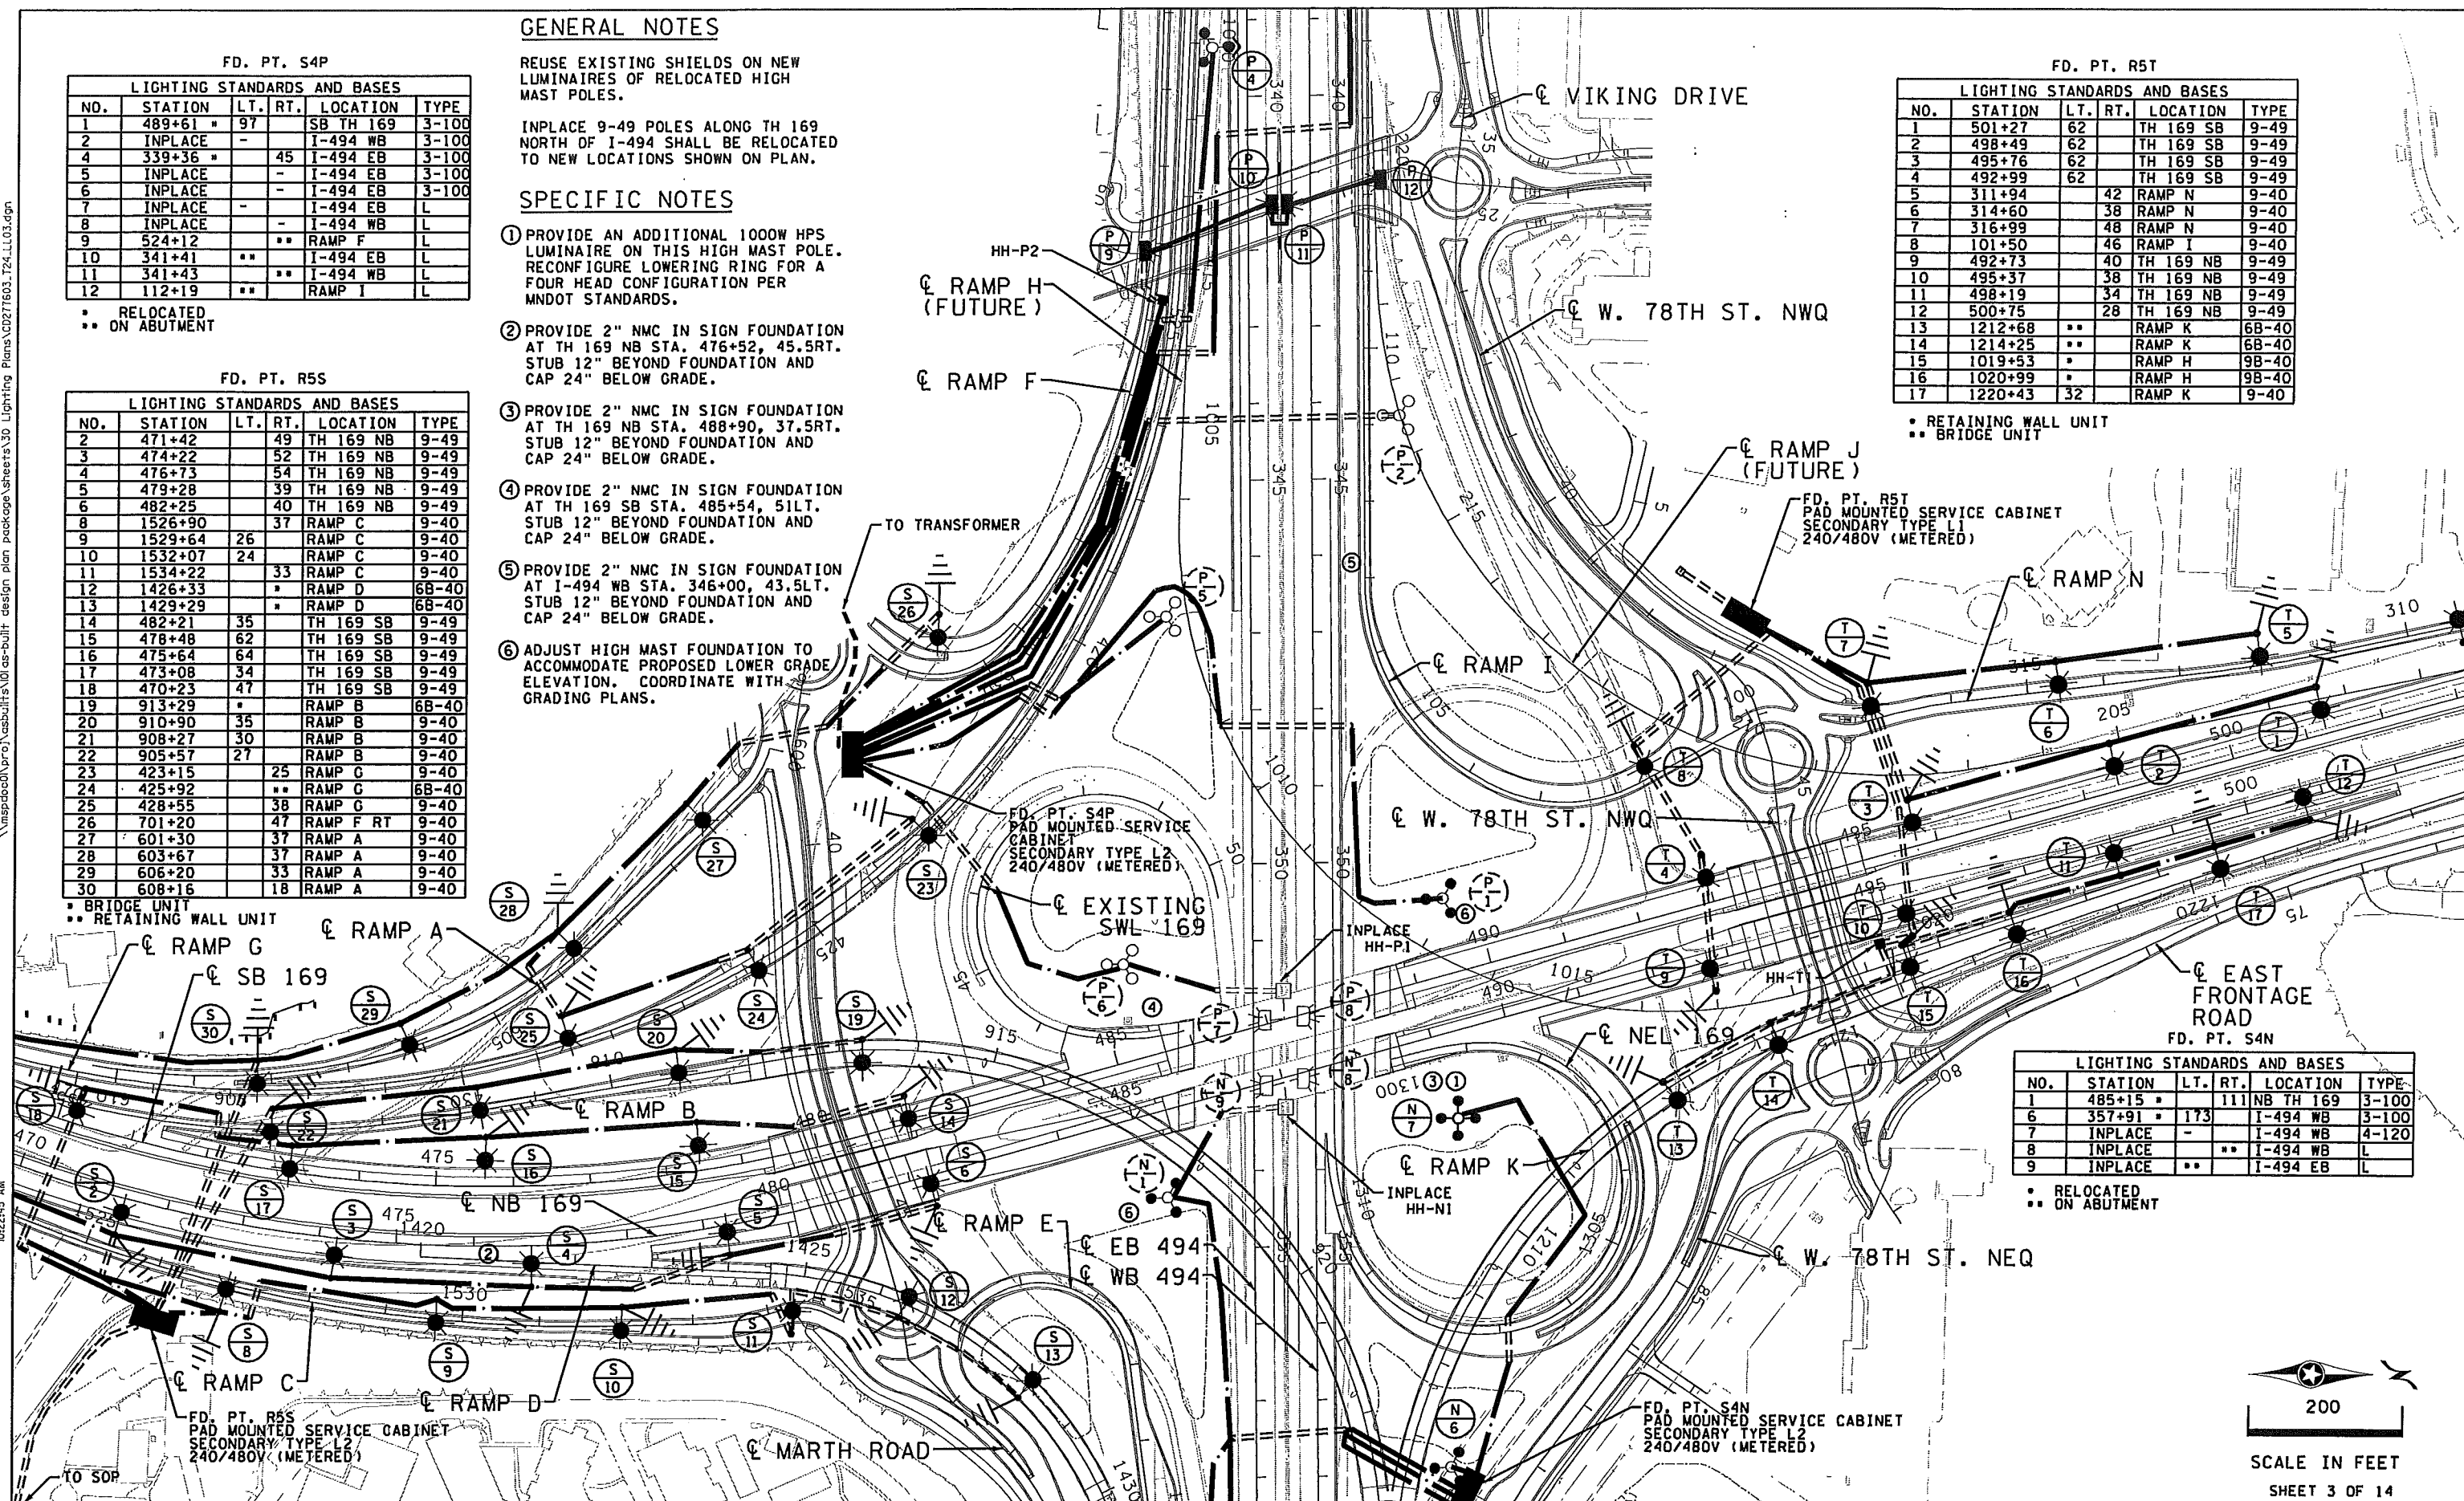 GENERAL NOTES
REUSE EXISTING SHIELDS ON NEW
LUMINAIRES OF RELOCATED HIGH
MAST POLES.
INPLACE 9-49 POLES ALONG TH 169
NORTH OF I-494 SHALL BE RELOCATED
TO NEW LOCATIONS SHOWN ON PLAN.
SPECIFIC NOTES
① PROVIDE AN ADDITIONAL 1000W HPS
LUMINAIRE ON THIS HIGH MAST POLE.
RECONFIGURE LOWERING RING FOR A
FOUR HEAD CONFIGURATION PER
MNDOT STANDARDS.
② PROVIDE 2" NMC IN SIGN FOUNDATION
AT TH 169 NB STA. 476+52, 45.5RT.
STUB 12" BEYOND FOUNDATION AND
CAP 24" BELOW GRADE.
③ PROVIDE 2" NMC IN SIGN FOUNDATION
AT TH 169 NB STA. 488+90, 37.5RT.
STUB 12" BEYOND FOUNDATION AND
CAP 24" BELOW GRADE.
④ PROVIDE 2" NMC IN SIGN FOUNDATION
AT TH 169 SB STA. 485+54, 51LT.
STUB 12" BEYOND FOUNDATION AND
CAP 24" BELOW GRADE.
⑤ PROVIDE 2" NMC IN SIGN FOUNDATION
AT I-494 WB STA. 346+00, 43.5LT.
STUB 12" BEYOND FOUNDATION AND
CAP 24" BELOW GRADE.
⑥ ADJUST HIGH MAST FOUNDATION TO
ACCOMMODATE PROPOSED LOWER GRADE
ELEVATION. COORDINATE WITH
GRADING PLANS.
FD. PT. S4P
LIGHTING STANDARDS AND BASES
NO. STATION LT. RT. LOCATION TYPE
1 489+61 * 97 SB TH 169 3-100
2 INPLACE - I-494 WB 3-100
4 339+36 * 45 I-494 EB 3-100
5 INPLACE - I-494 EB 3-100
6 INPLACE - I-494 EB 3-100
7 INPLACE - I-494 EB L
8 INPLACE - I-494 WB L
9 524+12 ** RAMP F L
10 341+41 ** I-494 EB L
11 341+43 ** I-494 WB L
12 112+19 ** RAMP I L
* RELOCATED
** ON ABUTMENT
FD. PT. R5S
LIGHTING STANDARDS AND BASES
NO. STATION LT. RT. LOCATION TYPE
2 471+42 49 TH 169 NB 9-49
3 474+22 52 TH 169 NB 9-49
4 476+73 54 TH 169 NB 9-49
5 479+28 39 TH 169 NB 9-49
6 482+25 40 TH 169 NB 9-49
8 1526+90 37 RAMP C 9-40
9 1529+64 26 RAMP C 9-40
10 1532+07 24 RAMP C 9-40
11 1534+22 33 RAMP C 9-40
12 1426+33 * RAMP D 6B-40
13 1429+29 * RAMP D 6B-40
14 482+21 35 TH 169 SB 9-49
15 478+48 62 TH 169 SB 9-49
16 475+64 64 TH 169 SB 9-49
17 473+08 34 TH 169 SB 9-49
18 470+23 47 TH 169 SB 9-49
19 913+29 * RAMP B 6B-40
20 910+90 35 RAMP B 9-40
21 908+27 30 RAMP B 9-40
22 905+57 27 RAMP B 9-40
23 423+15 25 RAMP G 9-40
24 425+92 ** RAMP G 6B-40
25 428+55 38 RAMP G 9-40
26 701+20 47 RAMP F RT 9-40
27 601+30 37 RAMP A 9-40
28 603+67 37 RAMP A 9-40
29 606+20 33 RAMP A 9-40
30 608+16 18 RAMP A 9-40
* BRIDGE UNIT
** RETAINING WALL UNIT
FD. PT. R5T
LIGHTING STANDARDS AND BASES
NO. STATION LT. RT. LOCATION TYPE
1 501+27 62 TH 169 SB 9-49
2 498+49 62 TH 169 SB 9-49
3 495+76 62 TH 169 SB 9-49
4 492+99 62 TH 169 SB 9-49
5 311+94 42 RAMP N 9-40
6 314+60 38 RAMP N 9-40
7 316+99 48 RAMP N 9-40
8 101+50 46 RAMP I 9-40
9 492+73 40 TH 169 NB 9-49
10 495+37 38 TH 169 NB 9-49
11 498+19 34 TH 169 NB 9-49
12 500+75 28 TH 169 NB 9-49
13 1212+68 ** RAMP K 6B-40
14 1214+25 ** RAMP K 6B-40
15 1019+53 * RAMP H 9B-40
16 1020+99 * RAMP H 9B-40
17 1220+43 32 RAMP K 9-40
* RETAINING WALL UNIT
** BRIDGE UNIT
FD. PT. S4N
LIGHTING STANDARDS AND BASES
NO. STATION LT. RT. LOCATION TYPE
1 485+15 * 111 NB TH 169 3-100
6 357+91 * 173 I-494 WB 3-100
7 INPLACE - I-494 WB 4-120
8 INPLACE ** I-494 WB L
9 INPLACE ** I-494 EB L
* RELOCATED
** ON ABUTMENT
℄ VIKING DRIVE
HH-P2
℄ RAMP H
(FUTURE)
℄ W. 78TH ST. NWQ
℄ RAMP F
℄ RAMP J
(FUTURE)
FD. PT. R5T
PAD MOUNTED SERVICE CABINET
SECONDARY TYPE L1
240/480V (METERED)
TO TRANSFORMER
℄ RAMP N
℄ RAMP I
FD. PT. S4P
PAD MOUNTED SERVICE
CABINET
SECONDARY TYPE L2
240/480V (METERED)
℄ W. 78TH ST. NWQ
℄ EXISTING
SWL 169
INPLACE
HH-P1
HH-T1
℄ RAMP G
℄ RAMP A
℄ SB 169
℄ EAST
FRONTAGE
ROAD
℄ NEL 169
℄ RAMP B
℄ RAMP K
INPLACE
HH-N1
℄ NB 169
℄ RAMP E
℄ EB 494
℄ WB 494
℄ W. 78TH ST. NEQ
℄ RAMP C
℄ RAMP D
℄ MARTH ROAD
FD. PT. R5S
PAD MOUNTED SERVICE CABINET
SECONDARY TYPE L2
240/480V (METERED)
TO SOP
FD. PT. S4N
PAD MOUNTED SERVICE CABINET
SECONDARY TYPE L2
240/480V (METERED)
200
SCALE IN FEET
SHEET 3 OF 14